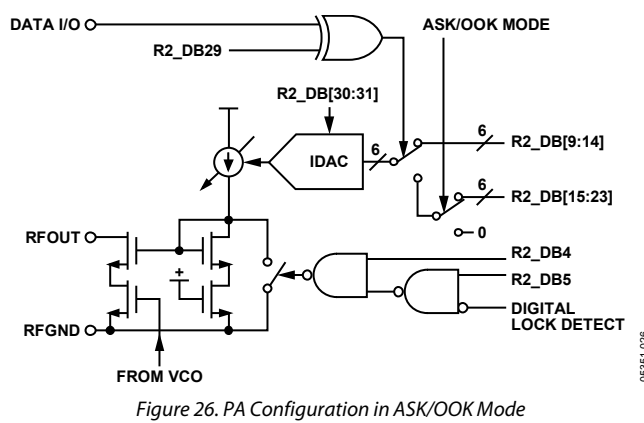 DATA I/O
ASK/OOK MODE
R2_DB29
R2_DB[30:31]
6
R2_DB[9:14]
IDAC
6
6
R2_DB[15:23]
0
RFOUT
R2_DB4
+
R2_DB5
DIGITAL
LOCK DETECT
RFGND
FROM VCO
05351-026
Figure 26. PA Configuration in ASK/OOK Mode